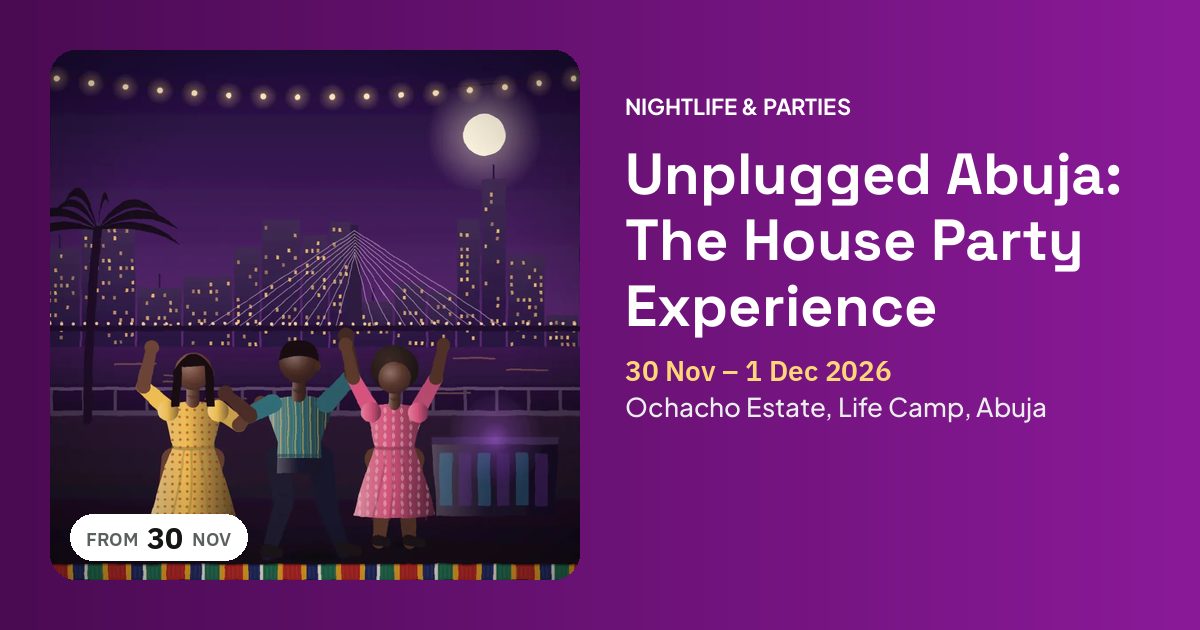 NIGHTLIFE & PARTIES
Unplugged Abuja:
The House Party
Experience
30 Nov – 1 Dec 2026
Ochacho Estate, Life Camp, Abuja
FROM 30 NOV